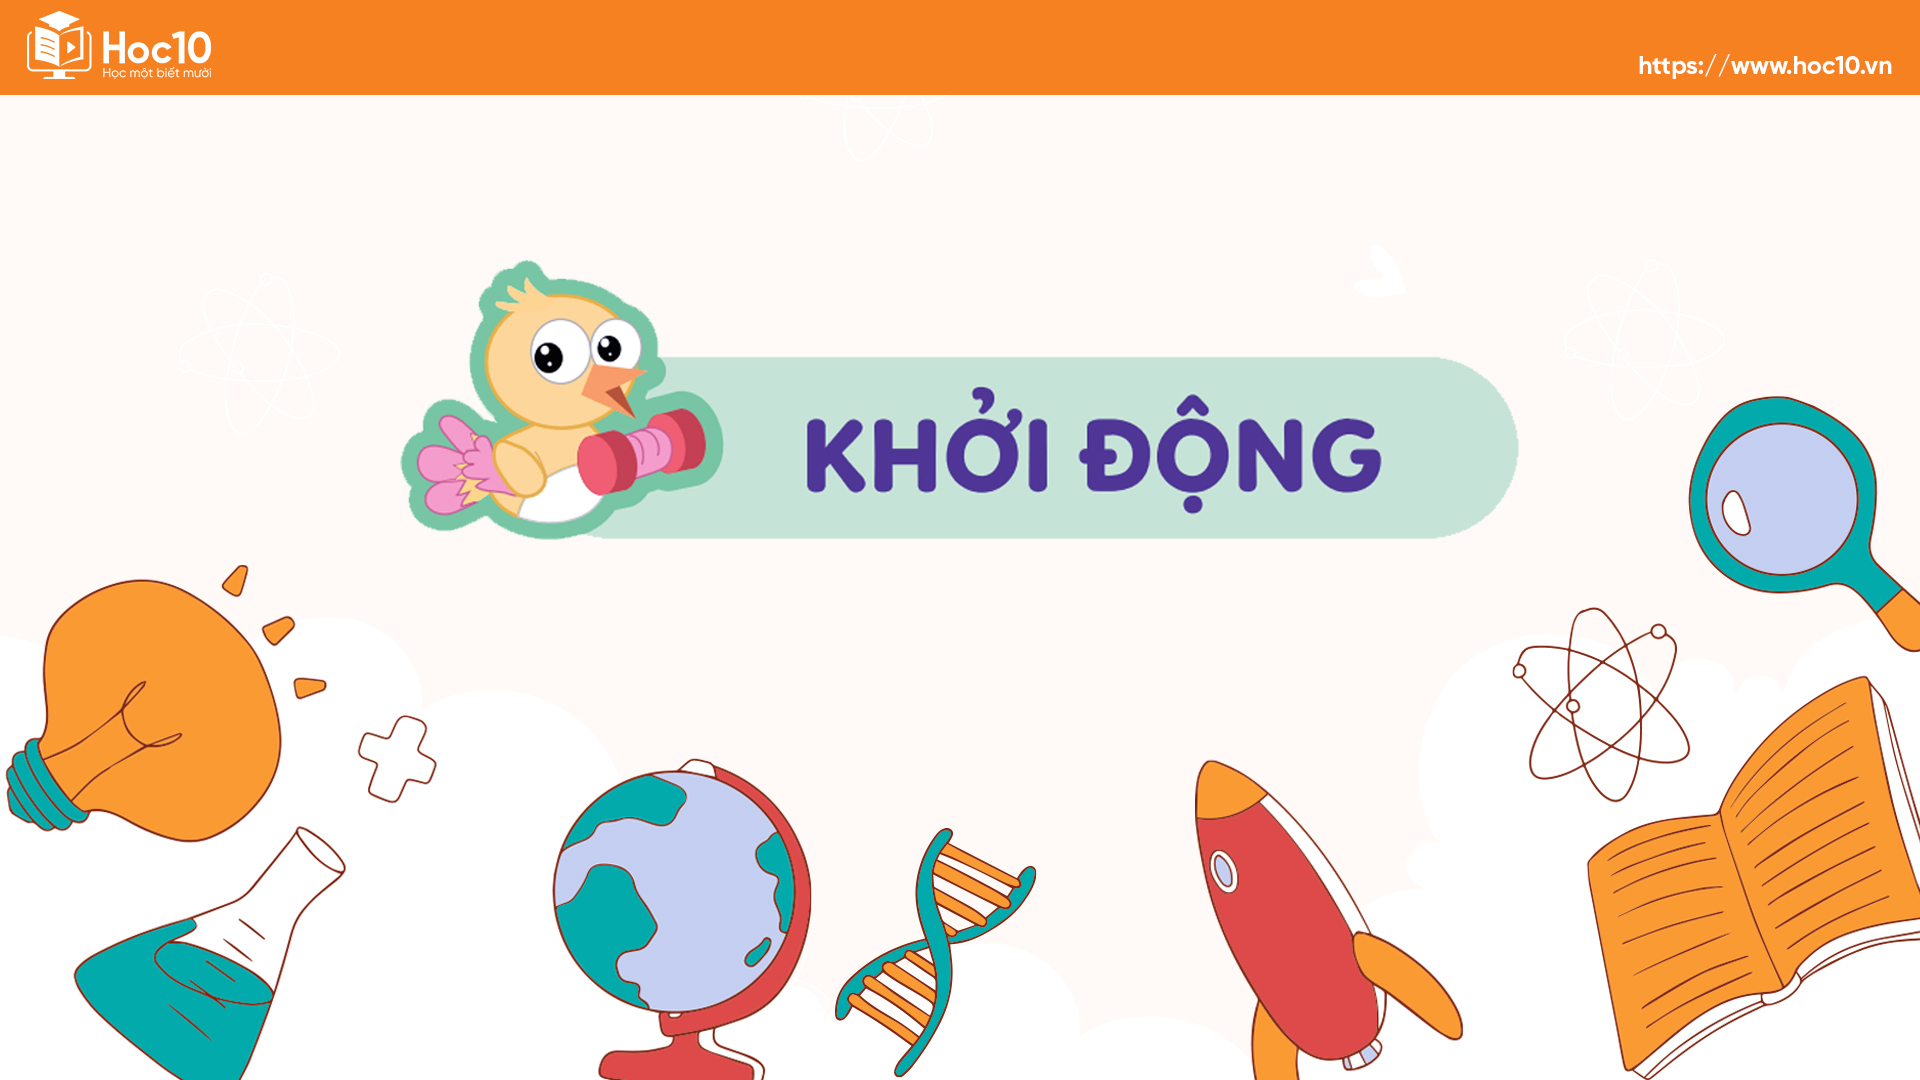 Hoc10
Học một biết mười
https://www.hoc10.vn
KHỞI ĐỘNG